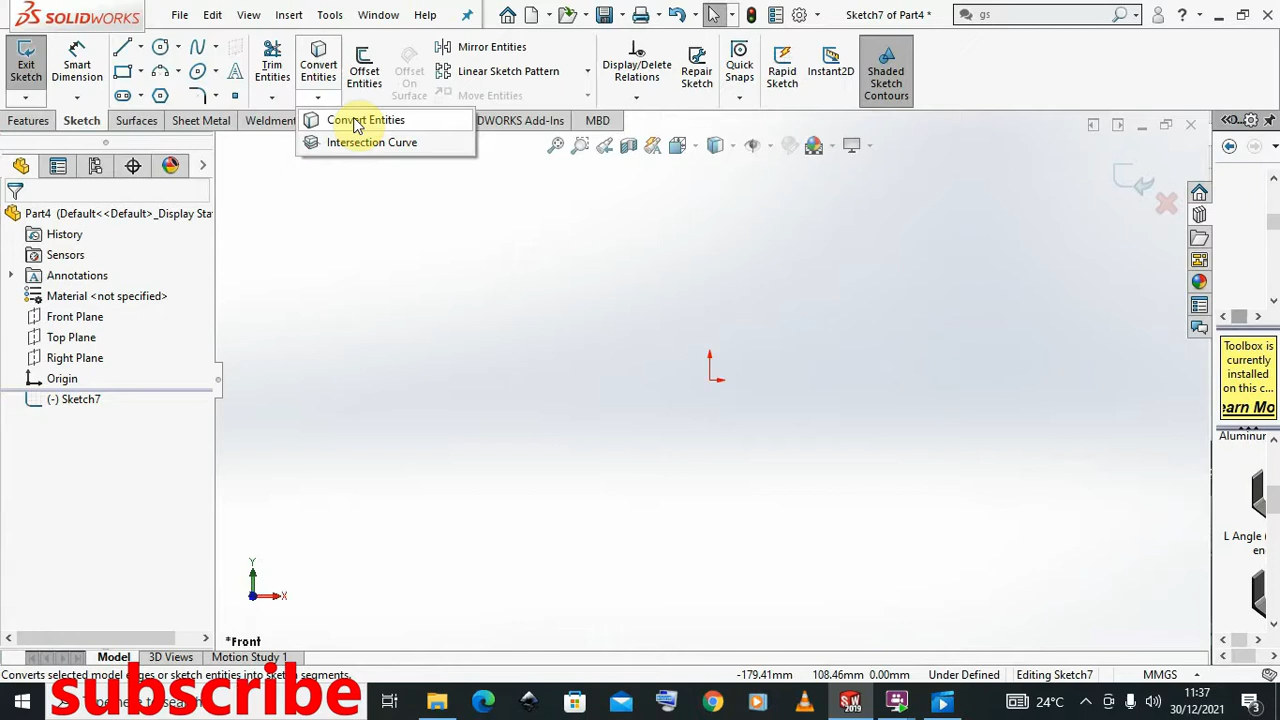 SOLIDWORKS
File Edit View Insert Tools Window Help
Sketch7 of Part4 *
gs
Exit Sketch
Smart Dimension
Trim Entities
Convert Entities
Offset Entities
Offset On Surface
Mirror Entities
Linear Sketch Pattern
Move Entities
Display/Delete Relations
Repair Sketch
Quick Snaps
Rapid Sketch
Instant2D
Shaded Sketch Contours
Features Sketch Surfaces Sheet Metal Weldment DWORKS Add-Ins MBD
Convert Entities
Intersection Curve
Part4 (Default<<Default>_Display Sta
History
Sensors
Annotations
Material <not specified>
Front Plane
Top Plane
Right Plane
Origin
(-) Sketch7
Toolbox is
currently
installed
on this c...
earn Mo
Aluminur
L Angle (
en
Y
X
*Front
Model 3D Views Motion Study 1
Converts selected model edges or sketch entities into sketch segments.
-179.41mm 108.46mm 0.00mm Under Defined Editing Sketch7 MMGS
subscribe
24°C
11:37
30/12/2021
3